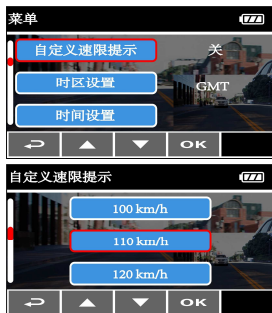 菜单
自定义速限提示 关
时区设置 GMT
时间设置
OK
自定义速限提示
100 km/h
110 km/h
120 km/h
OK